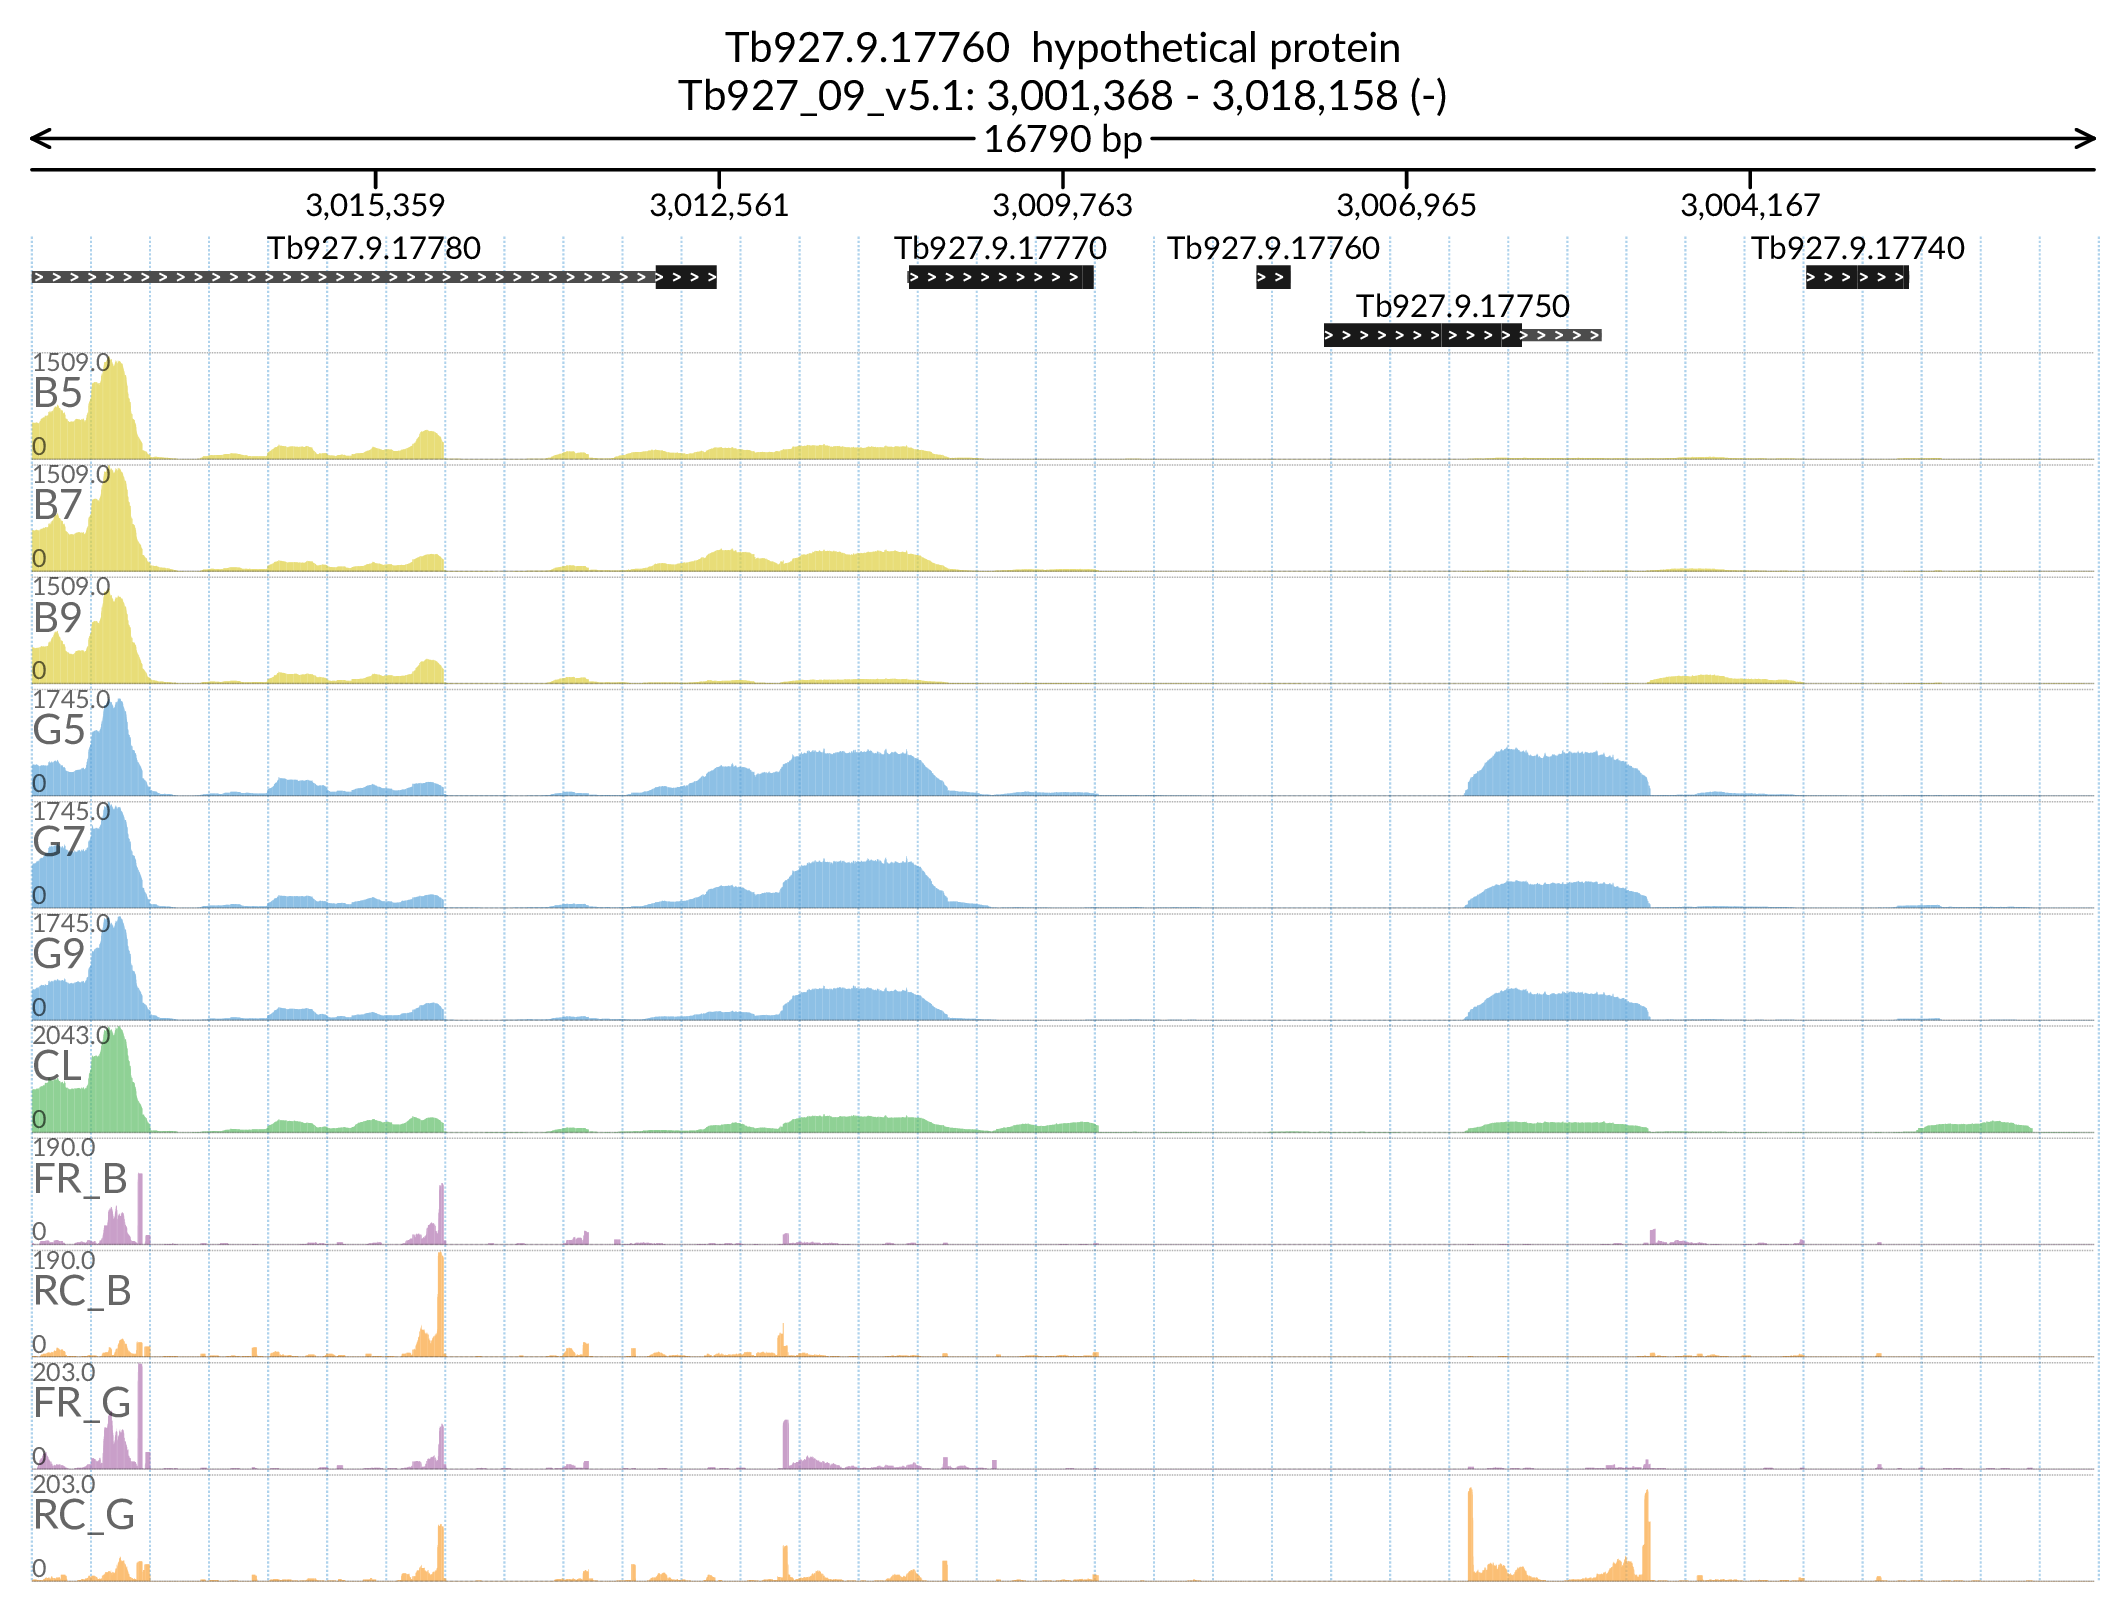 Tb927.9.17760 hypothetical protein
Tb927_09_v5.1: 3,001,368 - 3,018,158 (-)
16790 bp
3,015,359 3,012,561 3,009,763 3,006,965 3,004,167
Tb927.9.17780 Tb927.9.17770 Tb927.9.17760 Tb927.9.17740
Tb927.9.17750
1509.0
B5
0
1509.0
B7
0
1509.0
B9
0
1745.0
G5
0
1745.0
G7
0
1745.0
G9
0
2043.0
CL
0
190.0
FR_B
0
190.0
RC_B
0
203.0
FR_G
0
203.0
RC_G
0